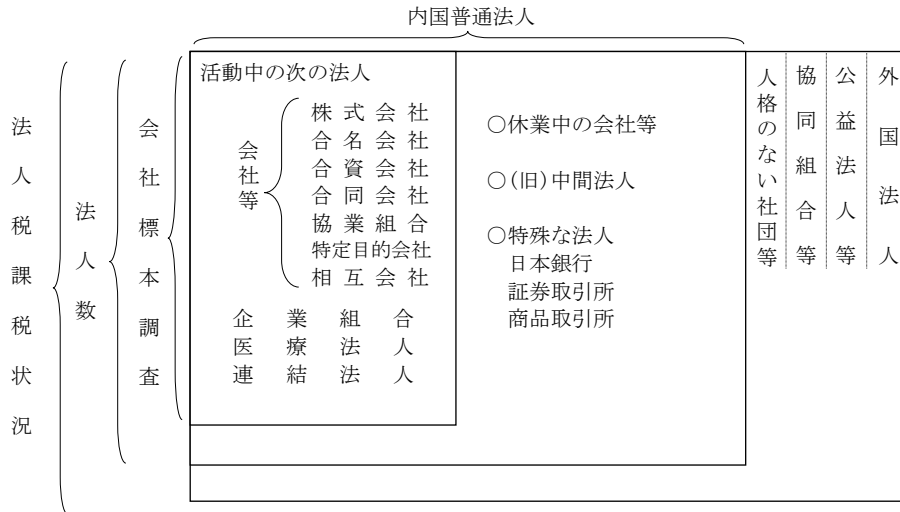 内国普通法人
法人税課税状況
法人数
会社標本調査
活動中の次の法人
会社等
株式会社
合名会社
合資会社
合同会社
協業組合
特定目的会社
相互会社
企業組合
医療法人
連結法人
○休業中の会社等
○(旧)中間法人
○特殊な法人
日本銀行
証券取引所
商品取引所
人格のない社団等
協同組合等
公益法人等
外国法人